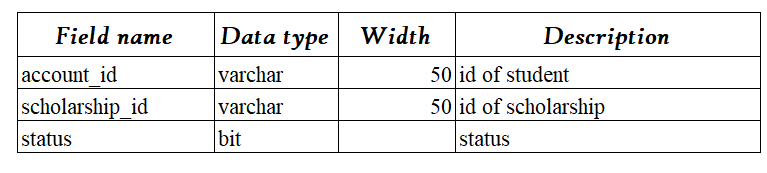 Field name Data type Width Description
account_id varchar 50 id of student
scholarship_id varchar 50 id of scholarship
status bit status